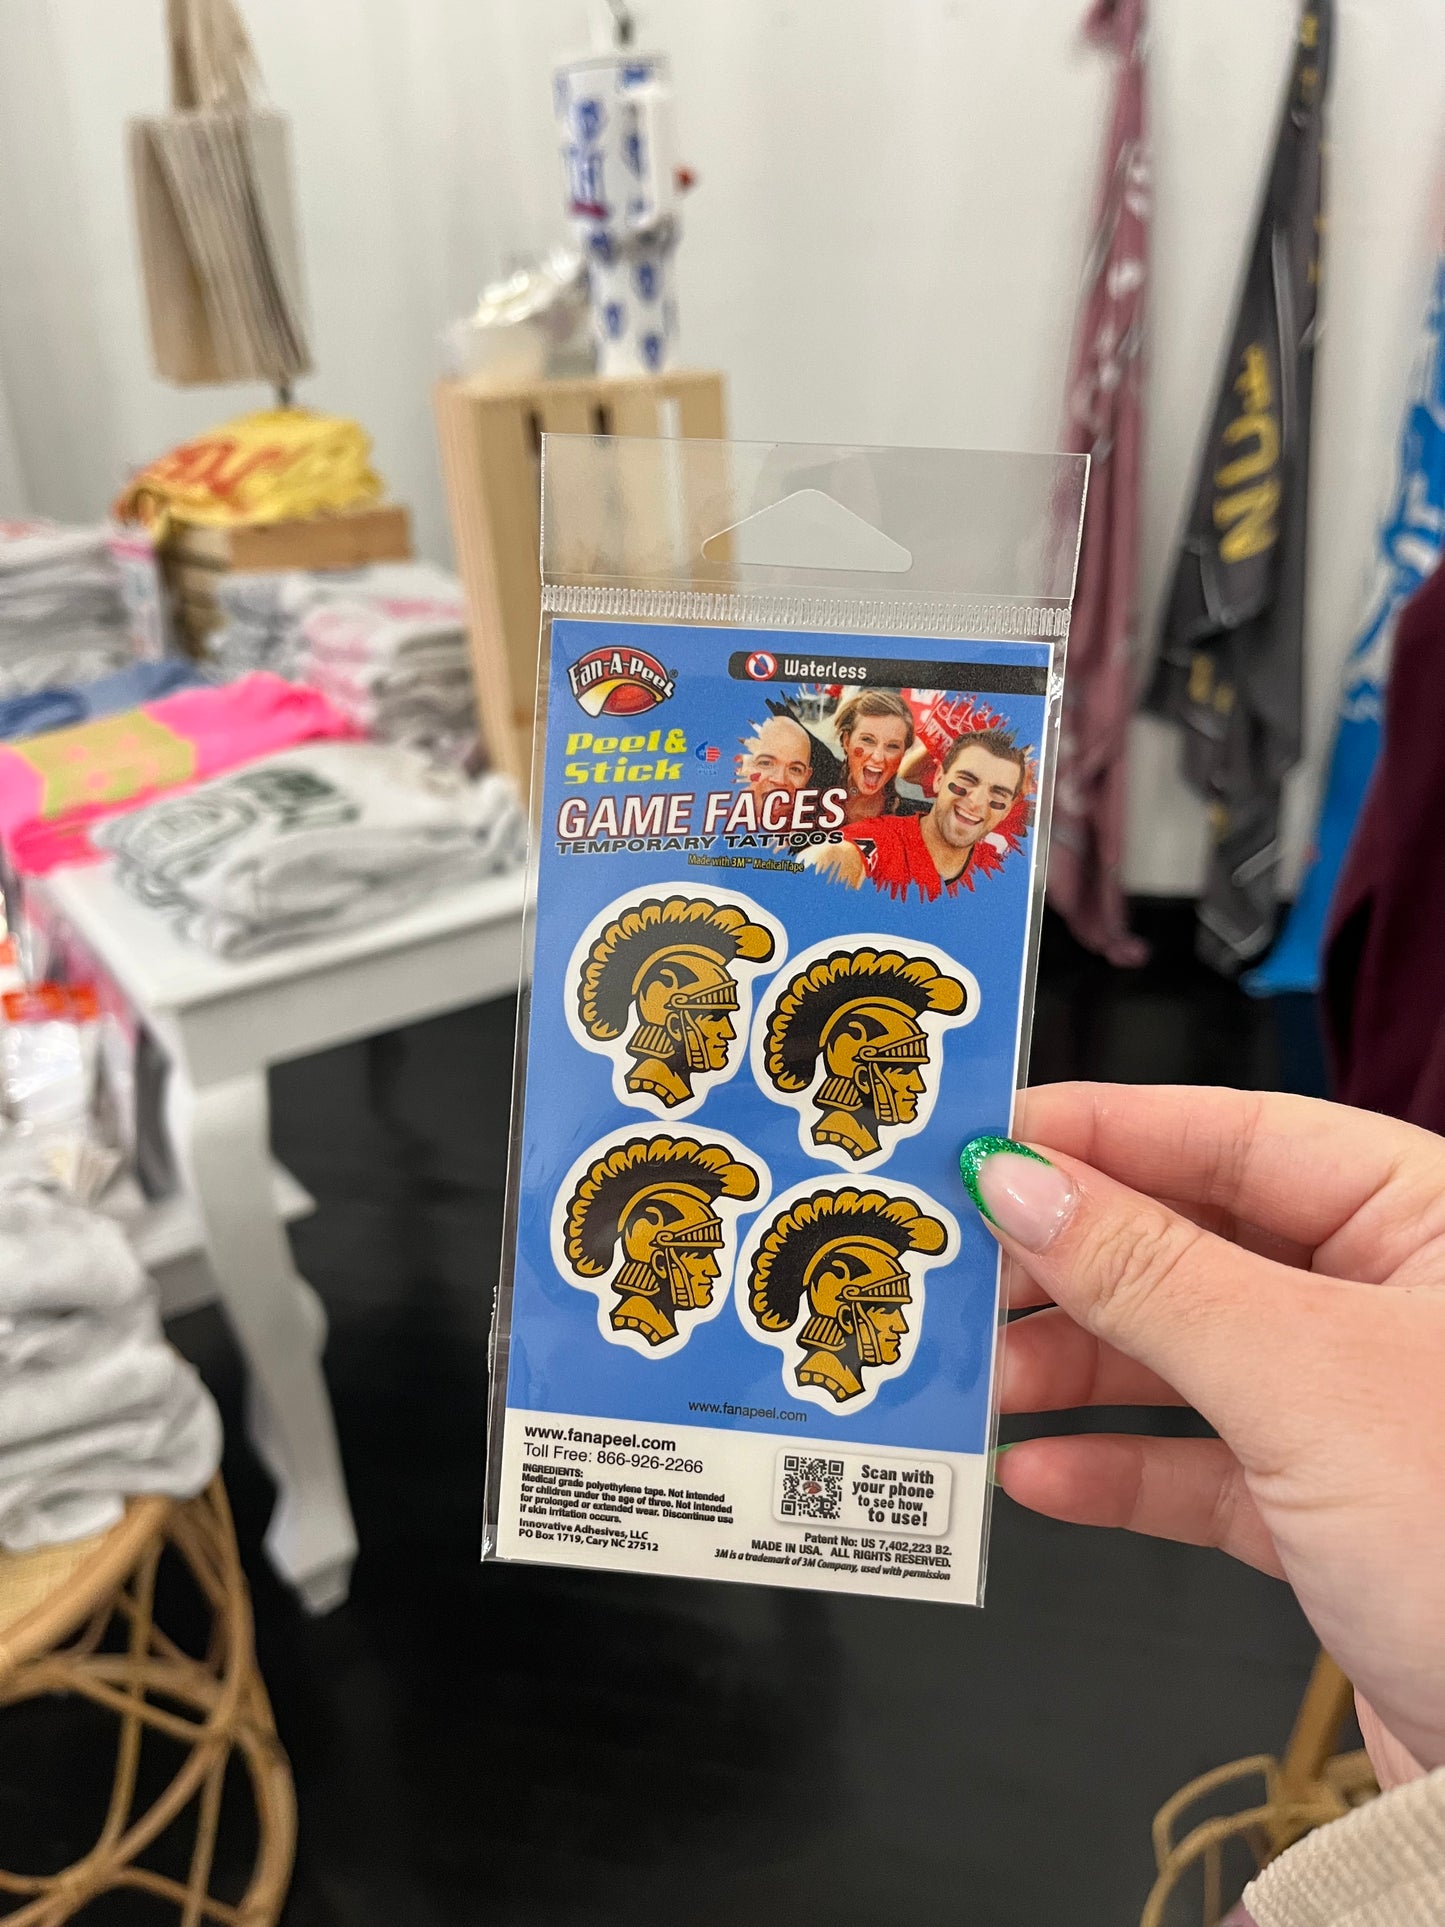 Fan-A-Peel®
Waterless
Peel &
Stick
GAME FACES®
TEMPORARY TATTOOS
Made with 3M™ Medical Tape
www.fanapeel.com
www.fanapeel.com
Toll Free: 866-926-2266
INGREDIENTS:
Medical grade polyethylene tape. Not intended
for children under the age of three. Not intended
for prolonged or extended wear. Discontinue use
if skin irritation occurs.
Innovative Adhesives, LLC
PO Box 1719, Cary NC 27512
Scan with
your phone
to see how
to use!
Patent No: US 7,402,223 B2.
MADE IN USA. ALL RIGHTS RESERVED.
3M is a trademark of 3M Company, used with permission